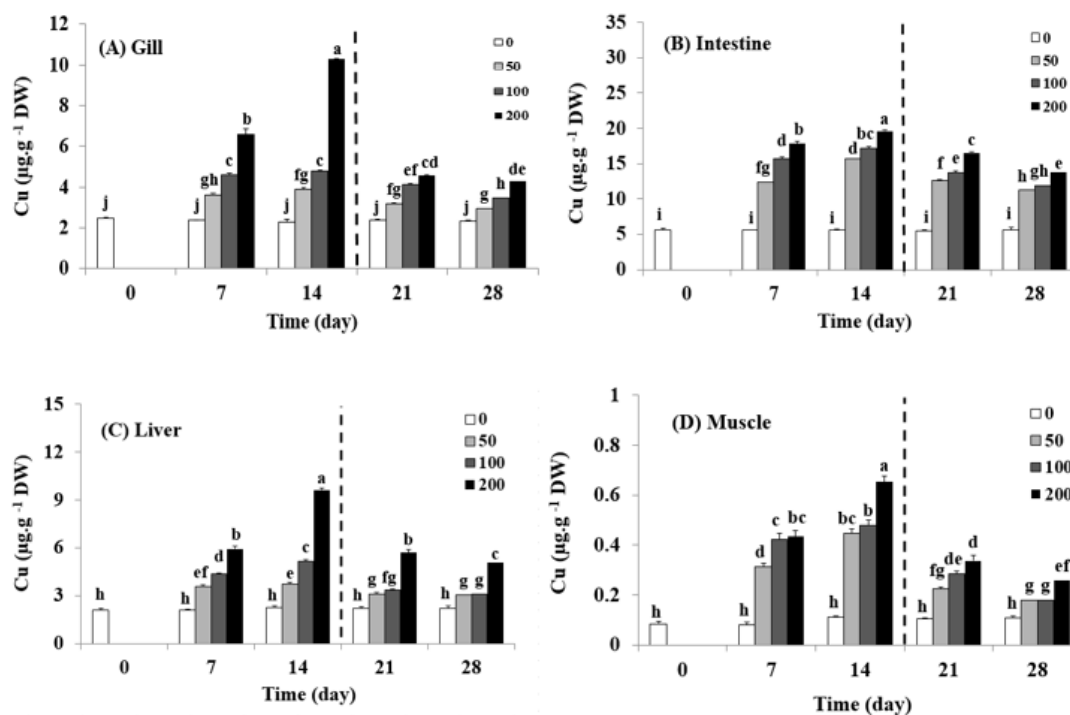 (A) Gill
0
50
100
200
12
10
8
6
4
2
0
Cu (µg.g -1 DW)
j
j gh c b
j fg c a
j fg ef cd
j g h de
0 7 14 21 28
Time (day)
(B) Intestine
0
50
100
200
35
30
25
20
15
10
5
0
Cu (µg.g -1 DW)
i
i fg d b
i d bc a
i f e c
i h gh e
0 7 14 21 28
Time (day)
(C) Liver
0
50
100
200
15
12
9
6
3
0
Cu (µg.g -1 DW)
h
h ef d b
h e c a
h g fg b
h g g c
0 7 14 21 28
Time (day)
(D) Muscle
0
50
100
200
1
0.8
0.6
0.4
0.2
0
Cu (µg.g -1 DW)
h
h d c bc
h bc b a
h fg de d
h g g ef
0 7 14 21 28
Time (day)